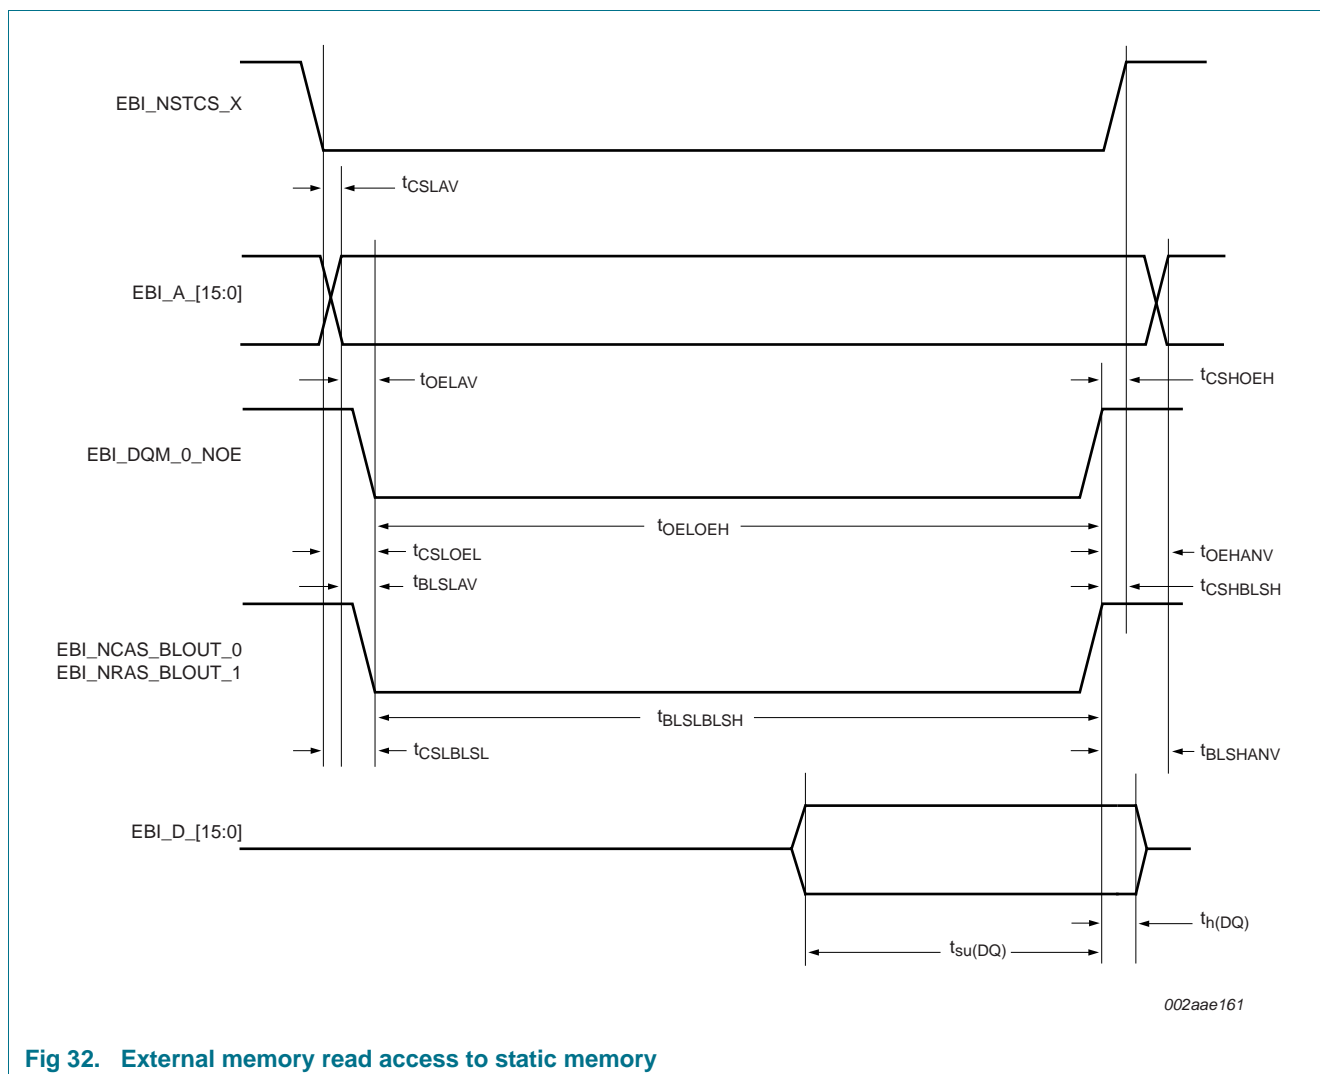 EBI_NSTCS_X
tCSLAV
EBI_A_[15:0]
tOELAV
tCSHOEH
EBI_DQM_0_NOE
tOELOEH
tCSLOEL
tOEHANV
tBLSLAV
tCSHBLSH
EBI_NCAS_BLOUT_0
EBI_NRAS_BLOUT_1
tBLSLBLSH
tCSLBLSL
tBLSHANV
EBI_D_[15:0]
th(DQ)
tsu(DQ)
002aae161
Fig 32. External memory read access to static memory